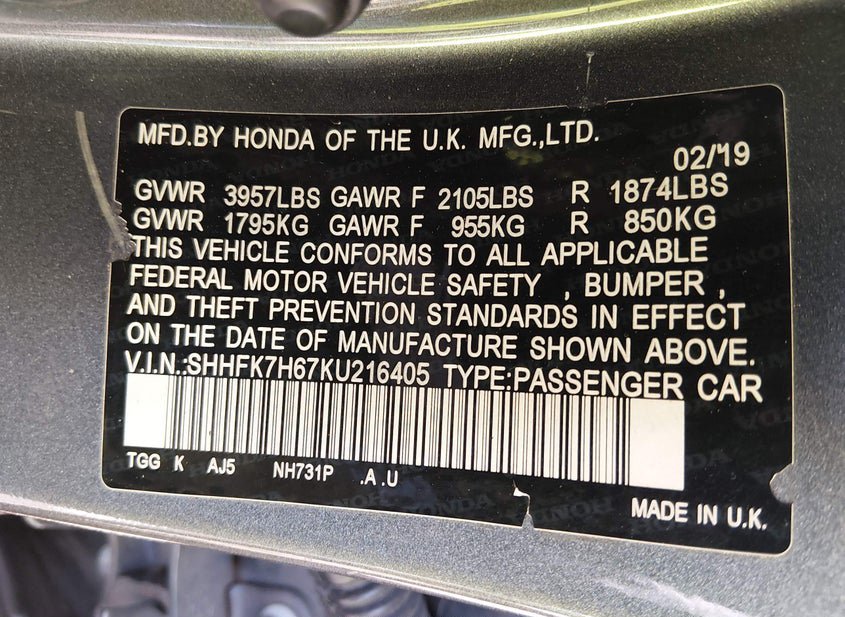 MFD.BY HONDA OF THE U.K. MFG.,LTD.
02/'19
GVWR 3957LBS GAWR F 2105LBS R 1874LBS
GVWR 1795KG GAWR F 955KG R 850KG
THIS VEHICLE CONFORMS TO ALL APPLICABLE
FEDERAL MOTOR VEHICLE SAFETY , BUMPER ,
AND THEFT PREVENTION STANDARDS IN EFFECT
ON THE DATE OF MANUFACTURE SHOWN ABOVE.
V.I.N.:SHHFK7H67KU216405 TYPE:PASSENGER CAR
TGG K AJ5 NH731P .A .U
MADE IN U.K.